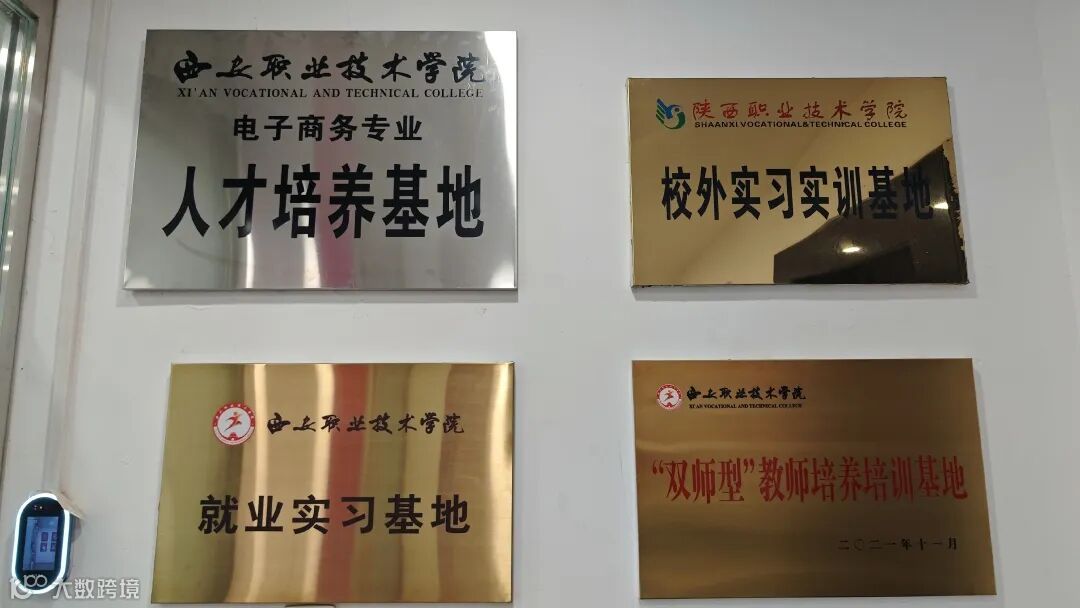 西安职业技术学院
XI'AN VOCATIONAL AND TECHNICAL COLLEGE
电子商务专业
人才培养基地
陕西职业技术学院
SHAANXI VOCATIONAL&TECHNICAL COLLEGE
校外实习实训基地
西安职业技术学院
就业实习基地
西安职业技术学院
XI'AN VOCATIONAL AND TECHNICAL COLLEGE
“双师型”教师培养培训基地
二〇二一年十一月
大数跨境